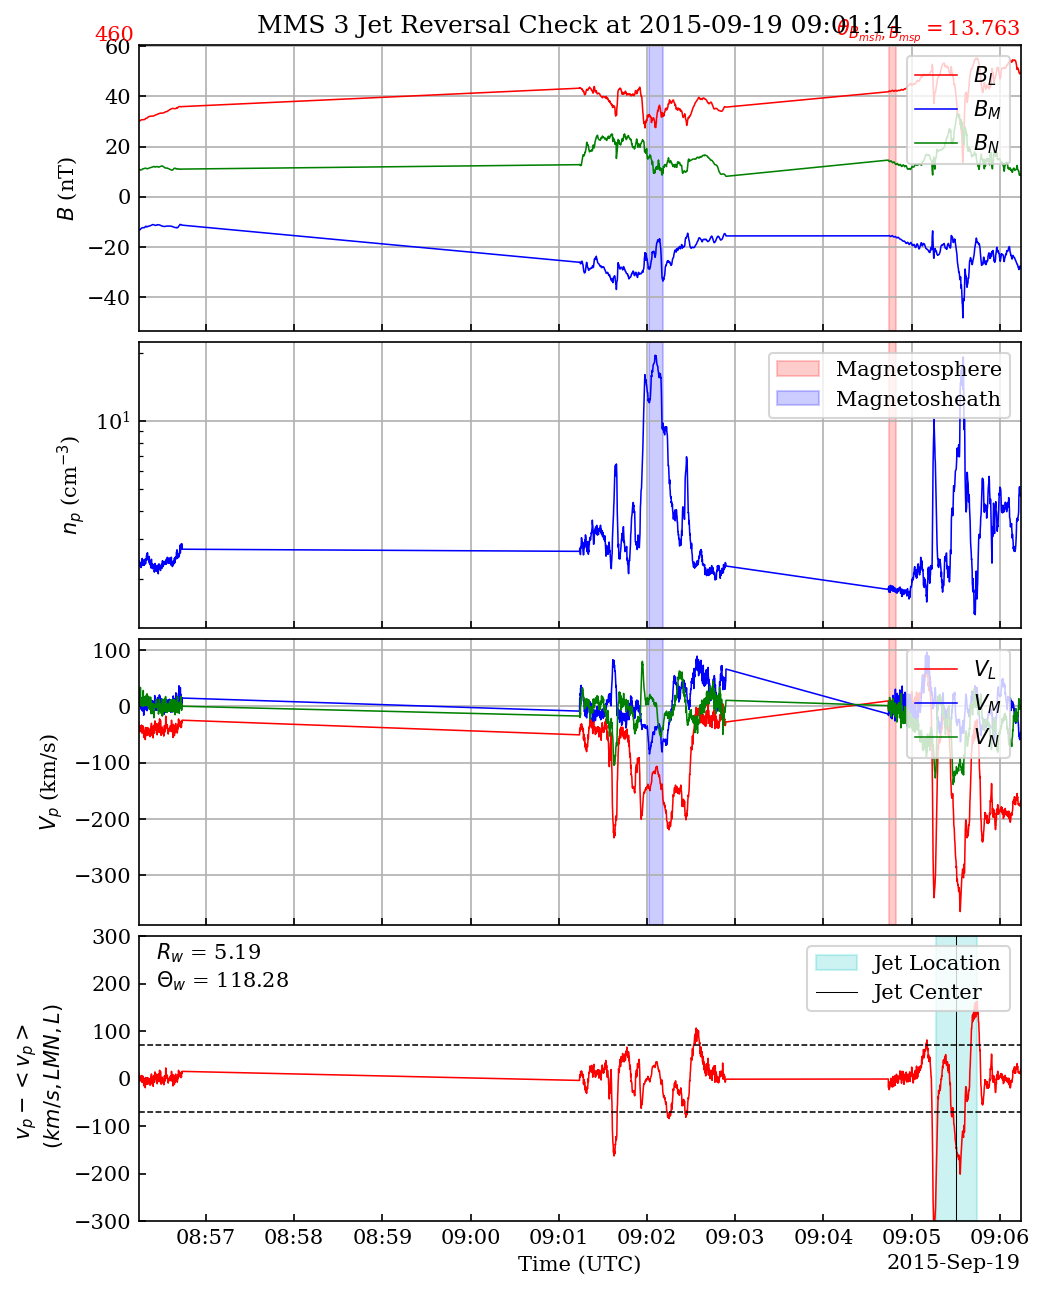 MMS 3 Jet Reversal Check at 2015-09-19 09:01:14
460
θ_{B_{msh}, B_{msp}} = 13.763
60
40
20
0
−20
−40
B (nT)
B_L
B_M
B_N
10^1
n_p (cm^{−3})
Magnetosphere
Magnetosheath
100
0
−100
−200
−300
V_p (km/s)
V_L
V_M
V_N
300
200
100
0
−100
−200
−300
v_p − <v_p>
(km/s, LMN, L)
R_w = 5.19
Θ_w = 118.28
Jet Location
Jet Center
08:57 08:58 08:59 09:00 09:01 09:02 09:03 09:04 09:05 09:06
Time (UTC)
2015-Sep-19